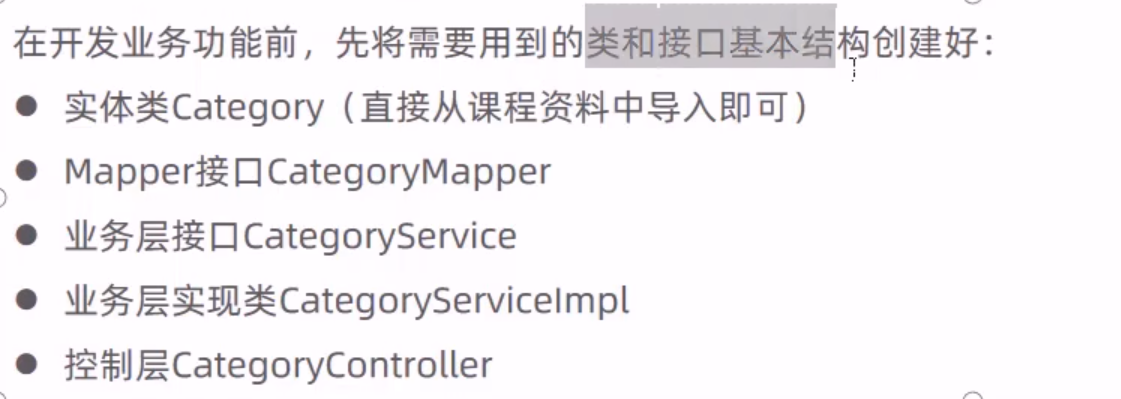 在开发业务功能前，先将需要用到的类和接口基本结构创建好：
● 实体类Category（直接从课程资料中导入即可）
● Mapper接口CategoryMapper
● 业务层接口CategoryService
● 业务层实现类CategoryServiceImpl
● 控制层CategoryController